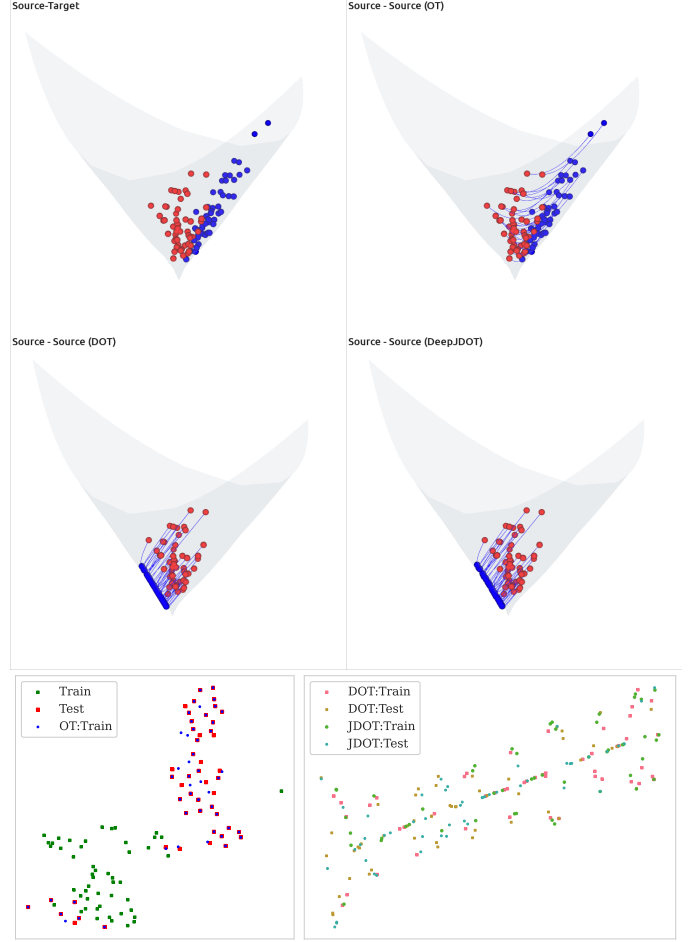 Source-Target
Source - Source (OT)
Source - Source (DOT)
Source - Source (DeepJDOT)
Train
Test
OT:Train
DOT:Train
DOT:Test
JDOT:Train
JDOT:Test